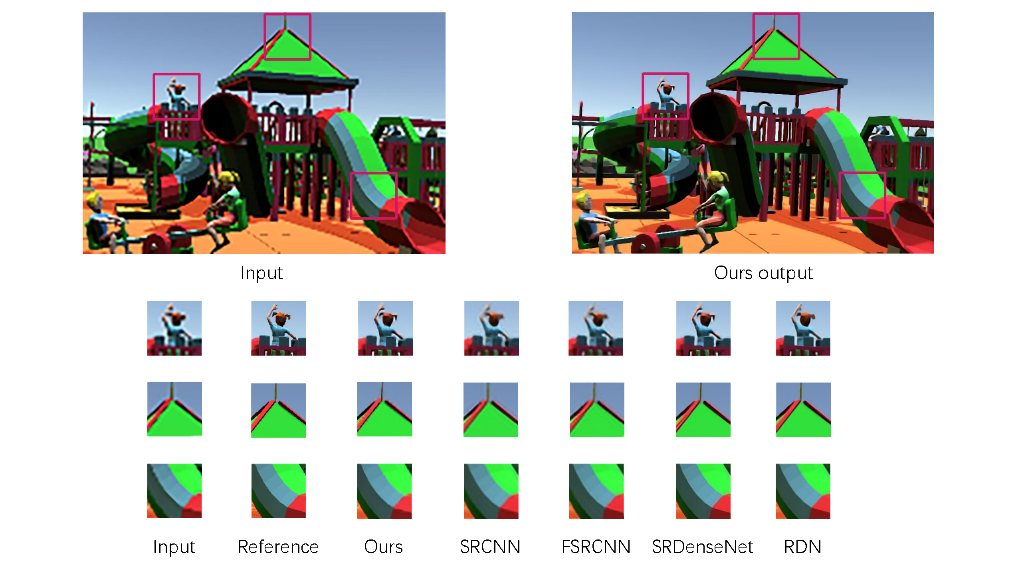 Input
Ours output
Input Reference Ours SRCNN FSRCNN SRDenseNet RDN